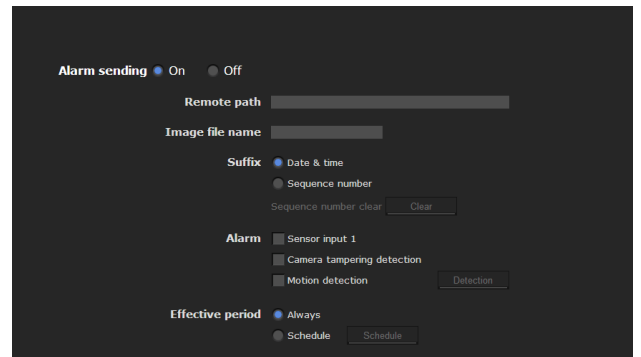 Alarm sending On Off
Remote path
Image file name
Suffix Date & time
Sequence number
Sequence number clear Clear
Alarm Sensor input 1
Camera tampering detection
Motion detection Detection
Effective period Always
Schedule Schedule